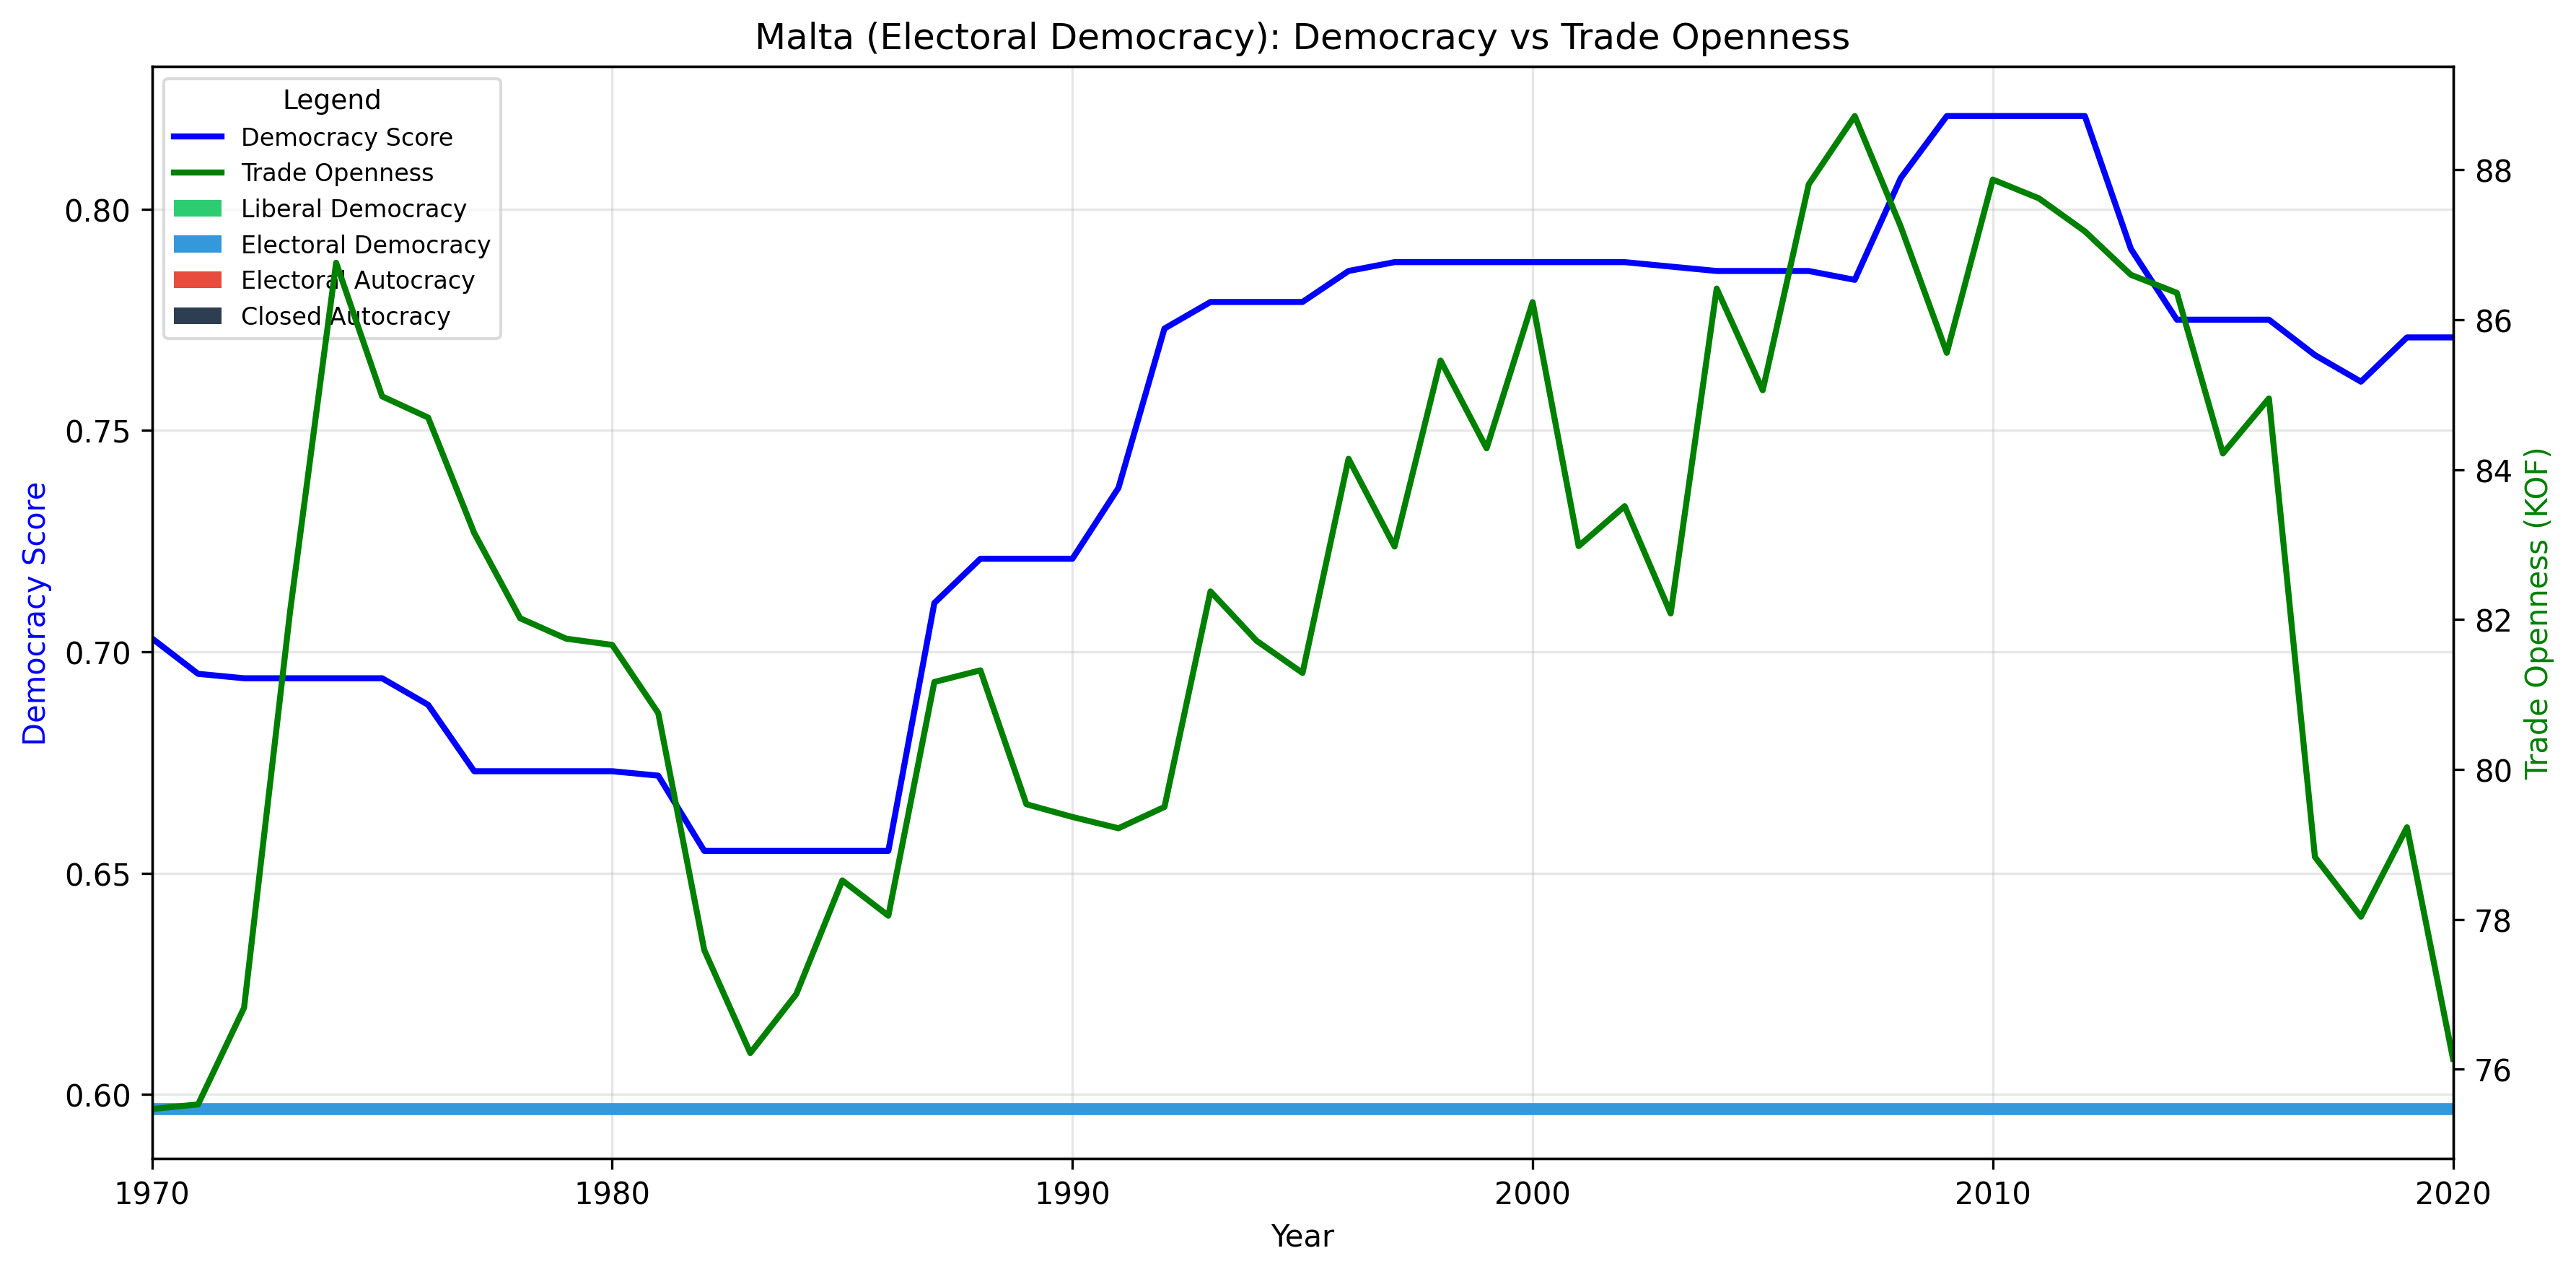 Malta (Electoral Democracy): Democracy vs Trade Openness
Legend
Democracy Score
Trade Openness
Liberal Democracy
Electoral Democracy
Electoral Autocracy
Closed Autocracy
0.80
0.75
0.70
0.65
0.60
Democracy Score
88
86
84
82
80
78
76
Trade Openness (KOF)
1970
1980
1990
2000
2010
2020
Year